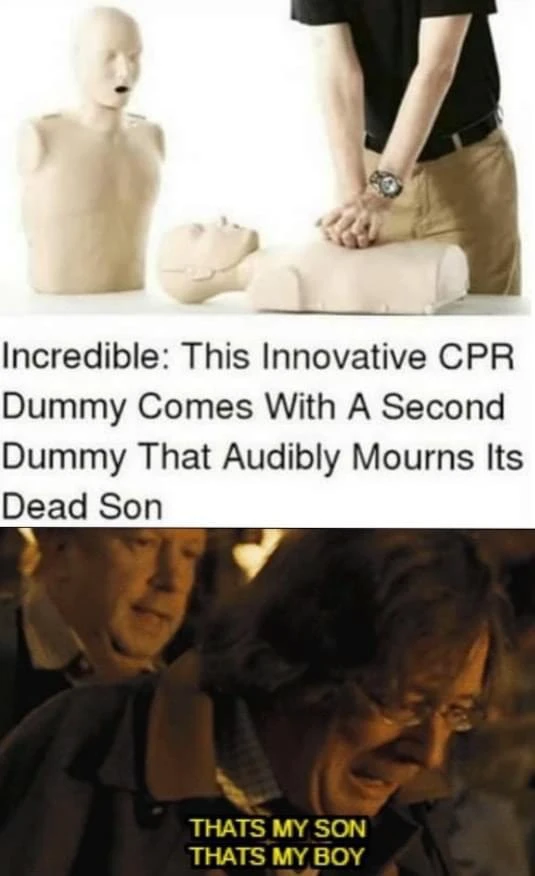 Incredible: This Innovative CPR
Dummy Comes With A Second
Dummy That Audibly Mourns Its
Dead Son
THATS MY SON
THATS MY BOY